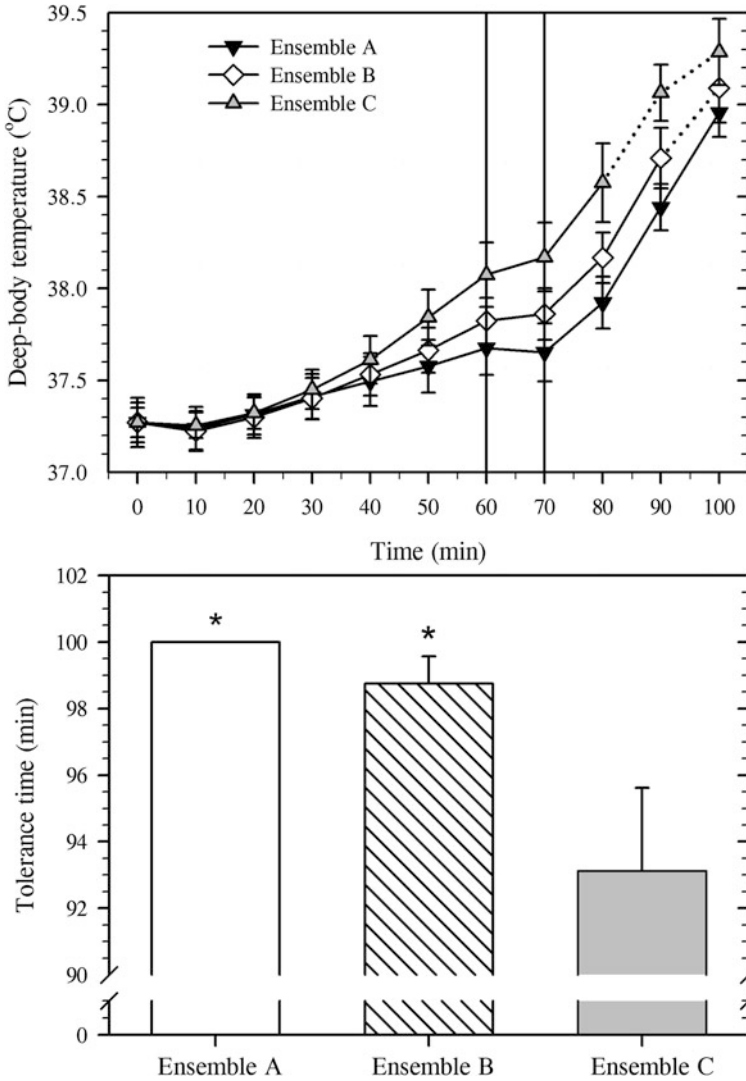 39.5
39.0
38.5
38.0
37.5
37.0
Deep-body temperature (°C)
Ensemble A
Ensemble B
Ensemble C
0 10 20 30 40 50 60 70 80 90 100
Time (min)
102
100
98
96
94
92
90
0
Tolerance time (min)
*
*
Ensemble A Ensemble B Ensemble C